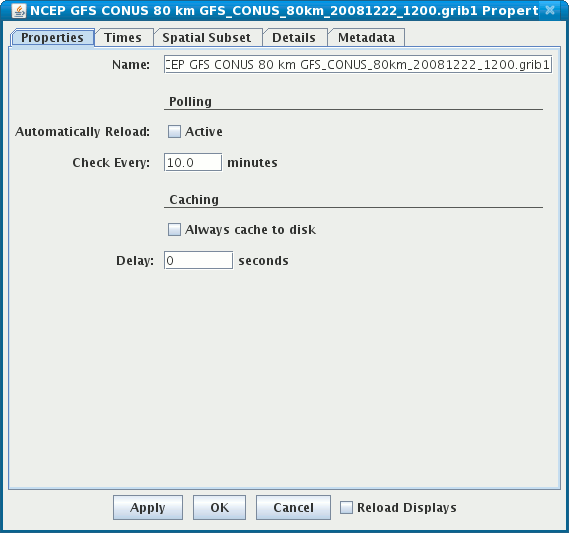 NCEP GFS CONUS 80 km GFS_CONUS_80km_20081222_1200.grib1 Propert
Properties Times Spatial Subset Details Metadata
Name: CEP GFS CONUS 80 km GFS_CONUS_80km_20081222_1200.grib1
Polling
Automatically Reload: Active
Check Every: 10.0 minutes
Caching
Always cache to disk
Delay: 0 seconds
Apply OK Cancel Reload Displays